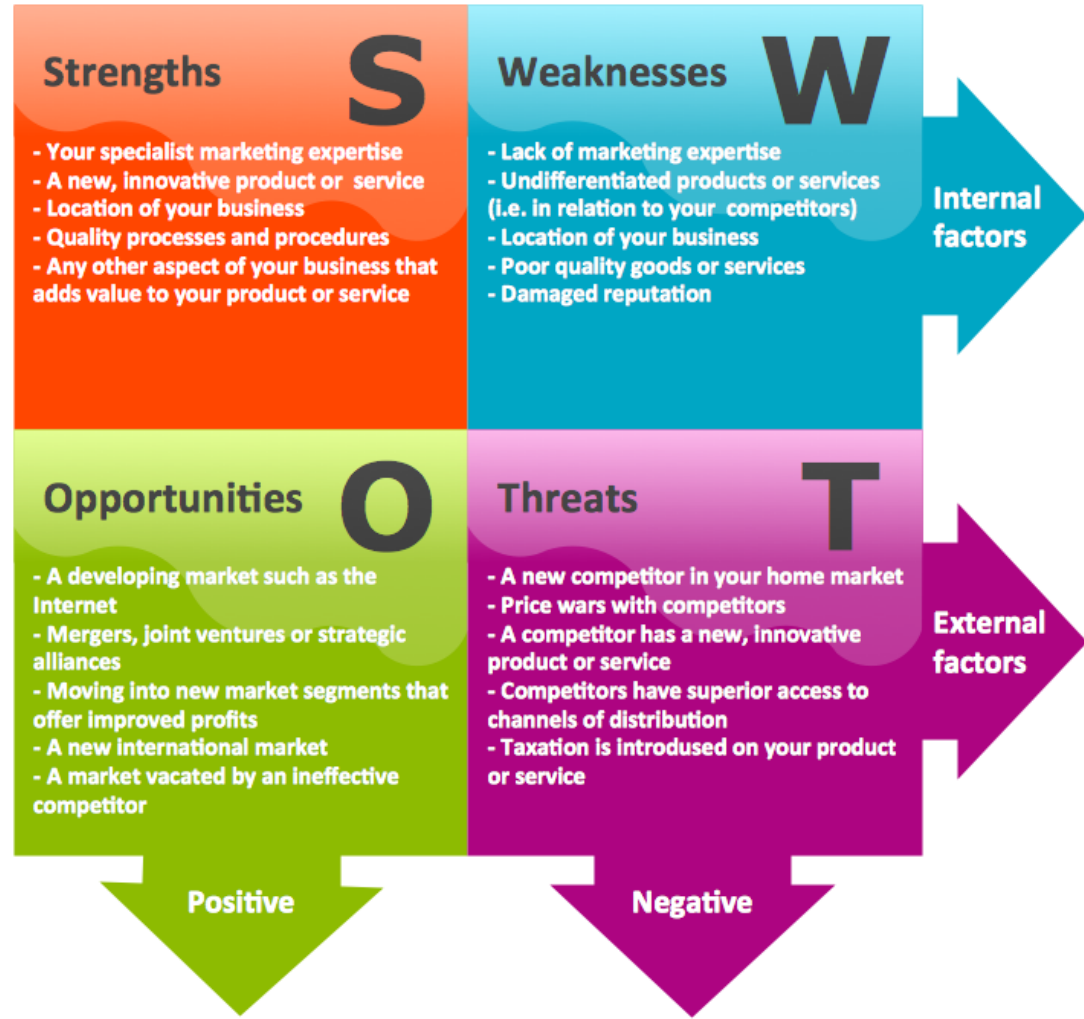 Strengths
S
- Your specialist marketing expertise
- A new, innovative product or service
- Location of your business
- Quality processes and procedures
- Any other aspect of your business that
adds value to your product or service
Weaknesses
W
- Lack of marketing expertise
- Undifferentiated products or services
(i.e. in relation to your competitors)
- Location of your business
- Poor quality goods or services
- Damaged reputation
Internal
factors
Opportunities
O
- A developing market such as the
Internet
- Mergers, joint ventures or strategic
alliances
- Moving into new market segments that
offer improved profits
- A new international market
- A market vacated by an ineffective
competitor
Threats
T
- A new competitor in your home market
- Price wars with competitors
- A competitor has a new, innovative
product or service
- Competitors have superior access to
channels of distribution
- Taxation is introdused on your product
or service
External
factors
Positive
Negative